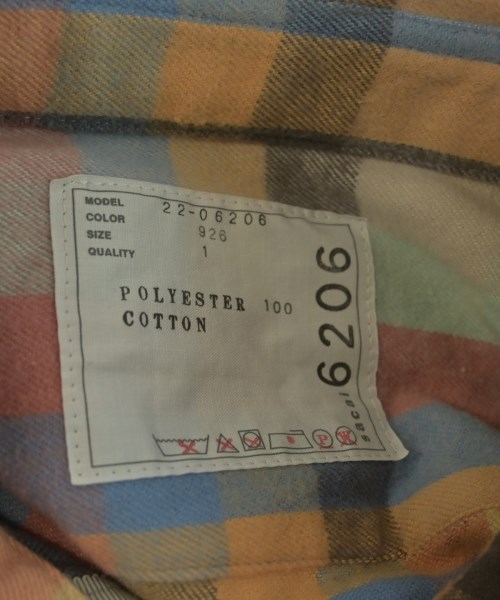 MODEL 22-06206
COLOR 926
SIZE 1
QUALITY
POLYESTER 100
COTTON
sacai 6206
P
W